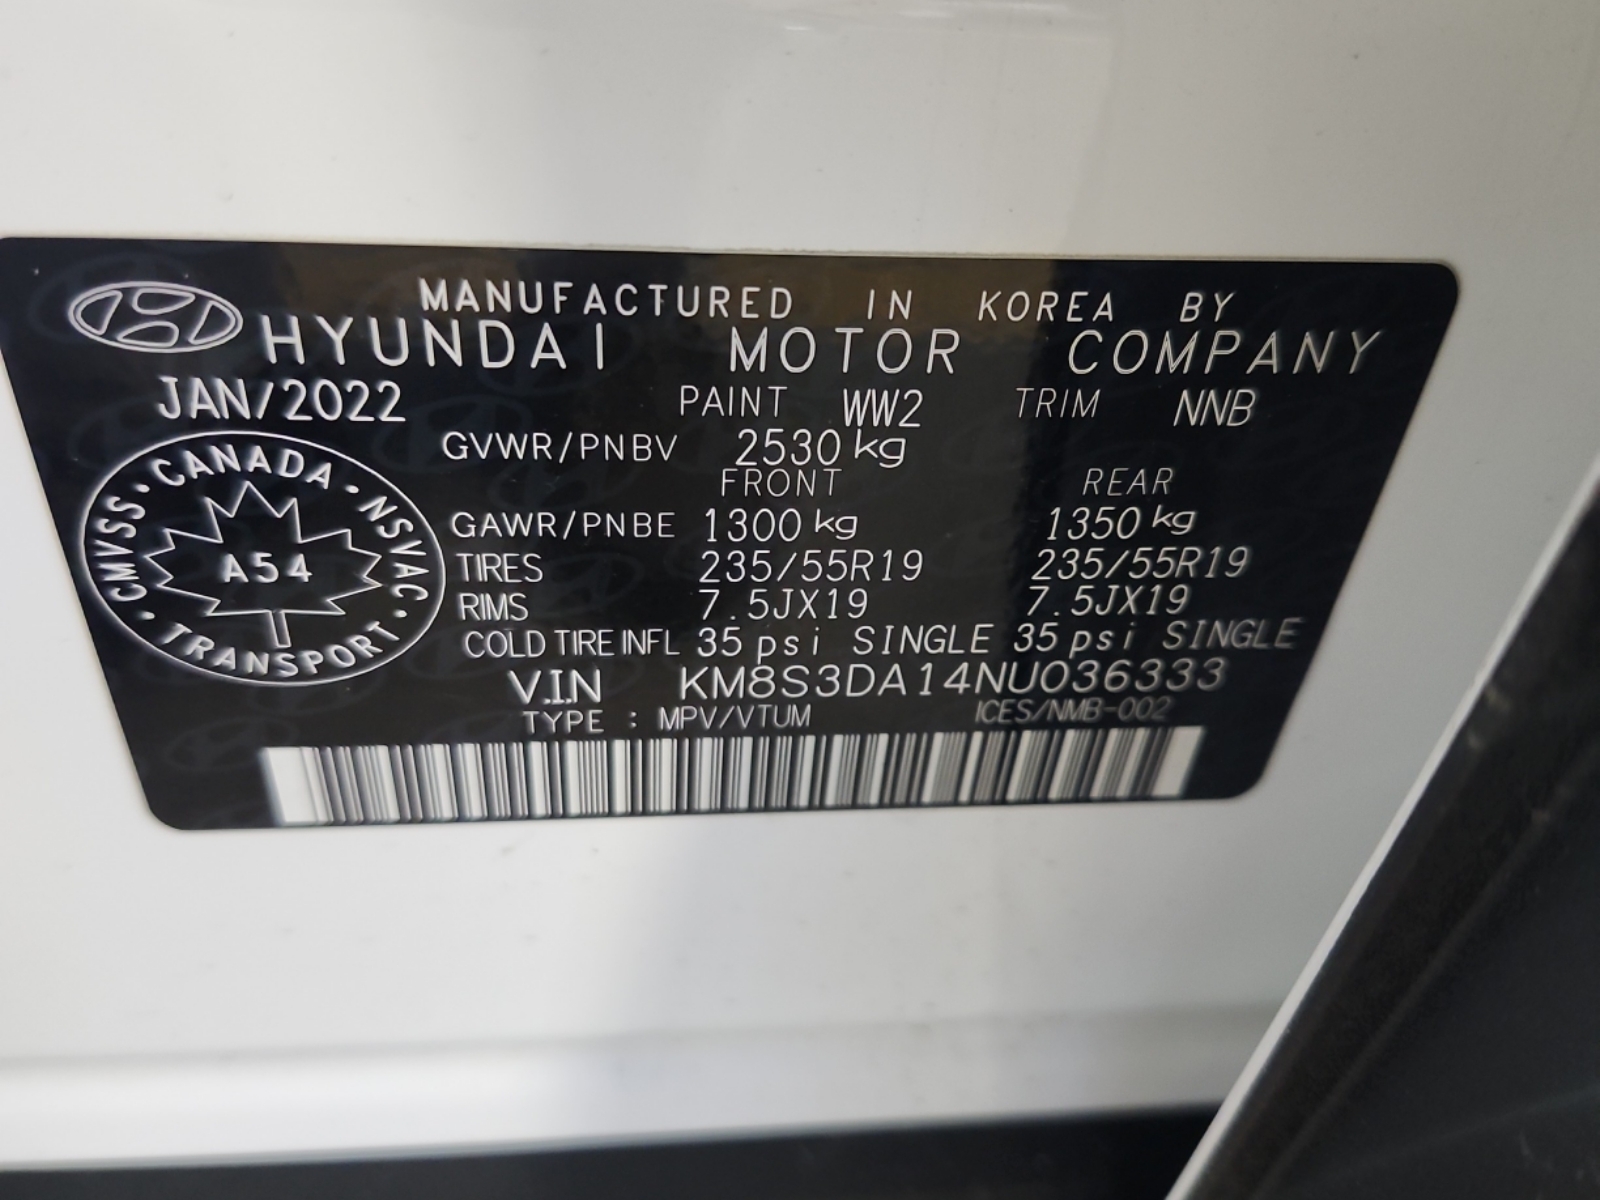 MANUFACTURED IN KOREA BY
HYUNDAI MOTOR COMPANY
JAN/2022 PAINT WW2 TRIM NNB
GVWR/PNBV 2530 kg
FRONT REAR
GAWR/PNBE 1300 kg 1350 kg
TIRES 235/55R19 235/55R19
RIMS 7.5JX19 7.5JX19
COLD TIRE INFL 35 psi SINGLE 35 psi SINGLE
V.I.N KM8S3DA14NU036333
TYPE : MPV/VTUM ICES/NMB-002
CMVSS · CANADA · NSVAC · TRANSPORT ·
A54